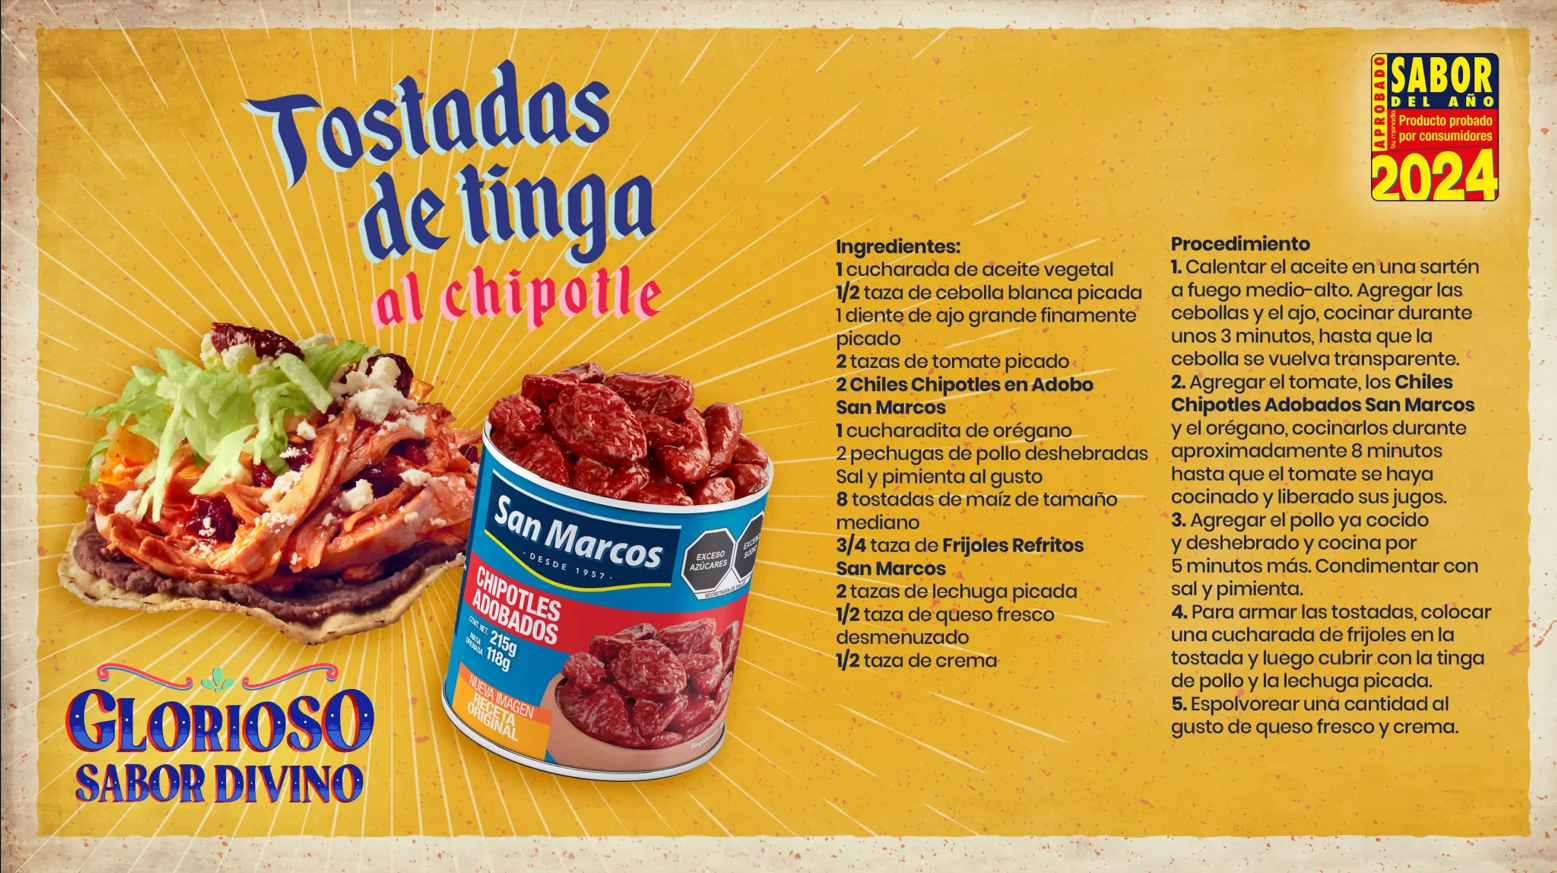 Tostadas
de tinga
al chipotle
APROBADO
SABOR
DEL AÑO
Producto probado
por consumidores
2024
Ingredientes:
1 cucharada de aceite vegetal
1/2 taza de cebolla blanca picada
1 diente de ajo grande finamente
picado
2 tazas de tomate picado
2 Chiles Chipotles en Adobo
San Marcos
1 cucharadita de orégano
2 pechugas de pollo deshebradas
Sal y pimienta al gusto
8 tostadas de maíz de tamaño
mediano
3/4 taza de Frijoles Refritos
San Marcos
2 tazas de lechuga picada
1/2 taza de queso fresco
desmenuzado
1/2 taza de crema
Procedimiento
1. Calentar el aceite en una sartén
a fuego medio-alto. Agregar las
cebollas y el ajo, cocinar durante
unos 3 minutos, hasta que la
cebolla se vuelva transparente.
2. Agregar el tomate, los Chiles
Chipotles Adobados San Marcos
y el orégano, cocinarlos durante
aproximadamente 8 minutos
hasta que el tomate se haya
cocinado y liberado sus jugos.
3. Agregar el pollo ya cocido
y deshebrado y cocina por
5 minutos más. Condimentar con
sal y pimienta.
4. Para armar las tostadas, colocar
una cucharada de frijoles en la
tostada y luego cubrir con la tinga
de pollo y la lechuga picada.
5. Espolvorear una cantidad al
gusto de queso fresco y crema.
San Marcos
- DESDE 1957 -
EXCESO
AZÚCARES
EXCESO
CHIPOTLES
ADOBADOS
CONT. NET. 215g
MASA
DRENADA 118g
NUEVA IMAGEN
RECETA
ORIGINAL
GLORIOSO
SABOR DIVINO